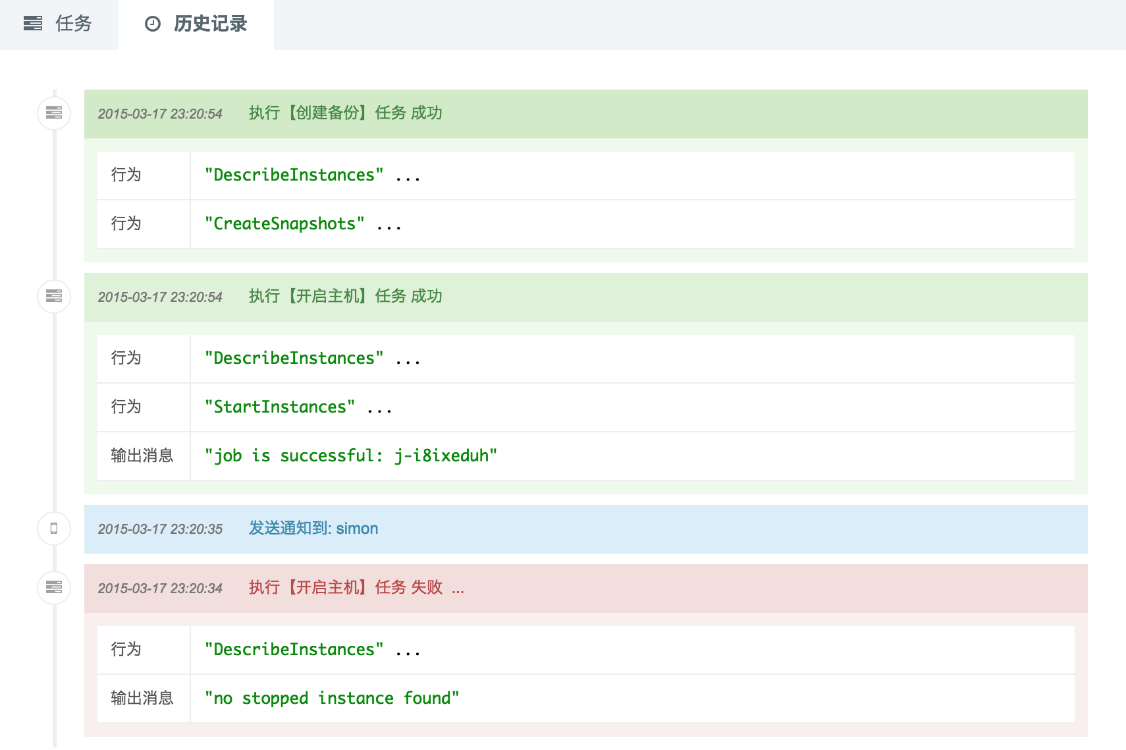 任务 历史记录
2015-03-17 23:20:54 执行【创建备份】任务 成功
行为 "DescribeInstances" ...
行为 "CreateSnapshots" ...
2015-03-17 23:20:54 执行【开启主机】任务 成功
行为 "DescribeInstances" ...
行为 "StartInstances" ...
输出消息 "job is successful: j-i8ixeduh"
2015-03-17 23:20:35 发送通知到: simon
2015-03-17 23:20:34 执行【开启主机】任务 失败 ...
行为 "DescribeInstances" ...
输出消息 "no stopped instance found"